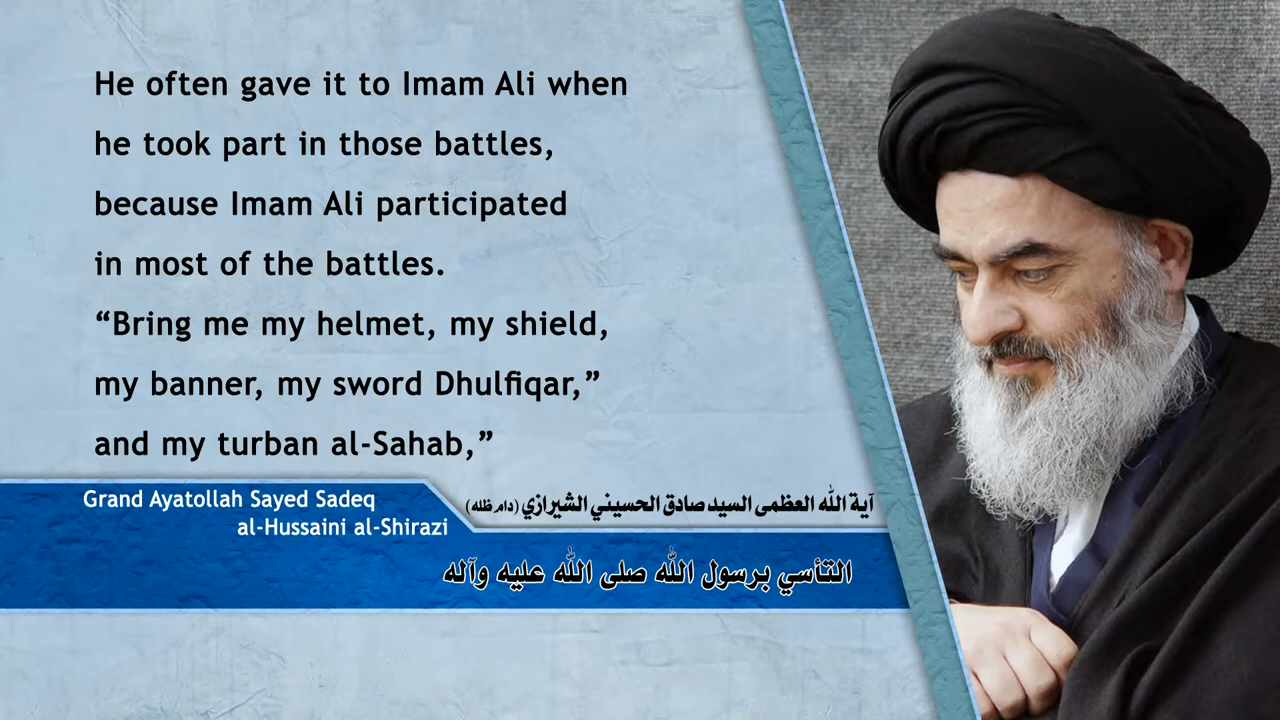 He often gave it to Imam Ali when
he took part in those battles,
because Imam Ali participated
in most of the battles.
“Bring me my helmet, my shield,
my banner, my sword Dhulfiqar,”
and my turban al-Sahab,”
Grand Ayatollah Sayed Sadeq
al-Hussaini al-Shirazi
آية الله العظمى السيد صادق الحسيني الشيرازي (دام ظله)
التأسي برسول الله صلى الله عليه وآله